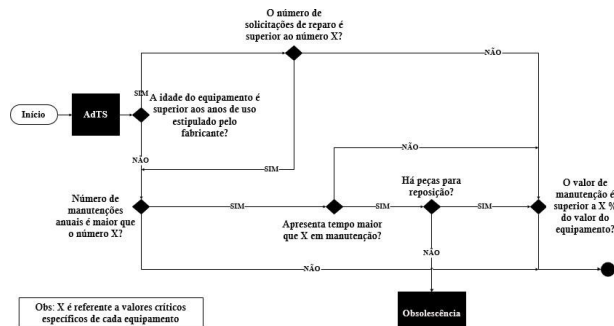 O número de
solicitações de reparo é
superior ao número X?
NÃO
SIM
Início
AdTS
A idade do equipamento é
superior aos anos de uso
estipulado pelo
fabricante?
NÃO
SIM
NÃO
Número de
manutenções
anuais é maior que
o número X?
SIM
Apresenta tempo maior
que X em manutenção?
SIM
Há peças para
reposição?
SIM
O valor de
manutenção é
superior a X %
do valor do
equipamento?
NÃO
NÃO
Obsolescência
Obs: X é referente a valores críticos
específicos de cada equipamento